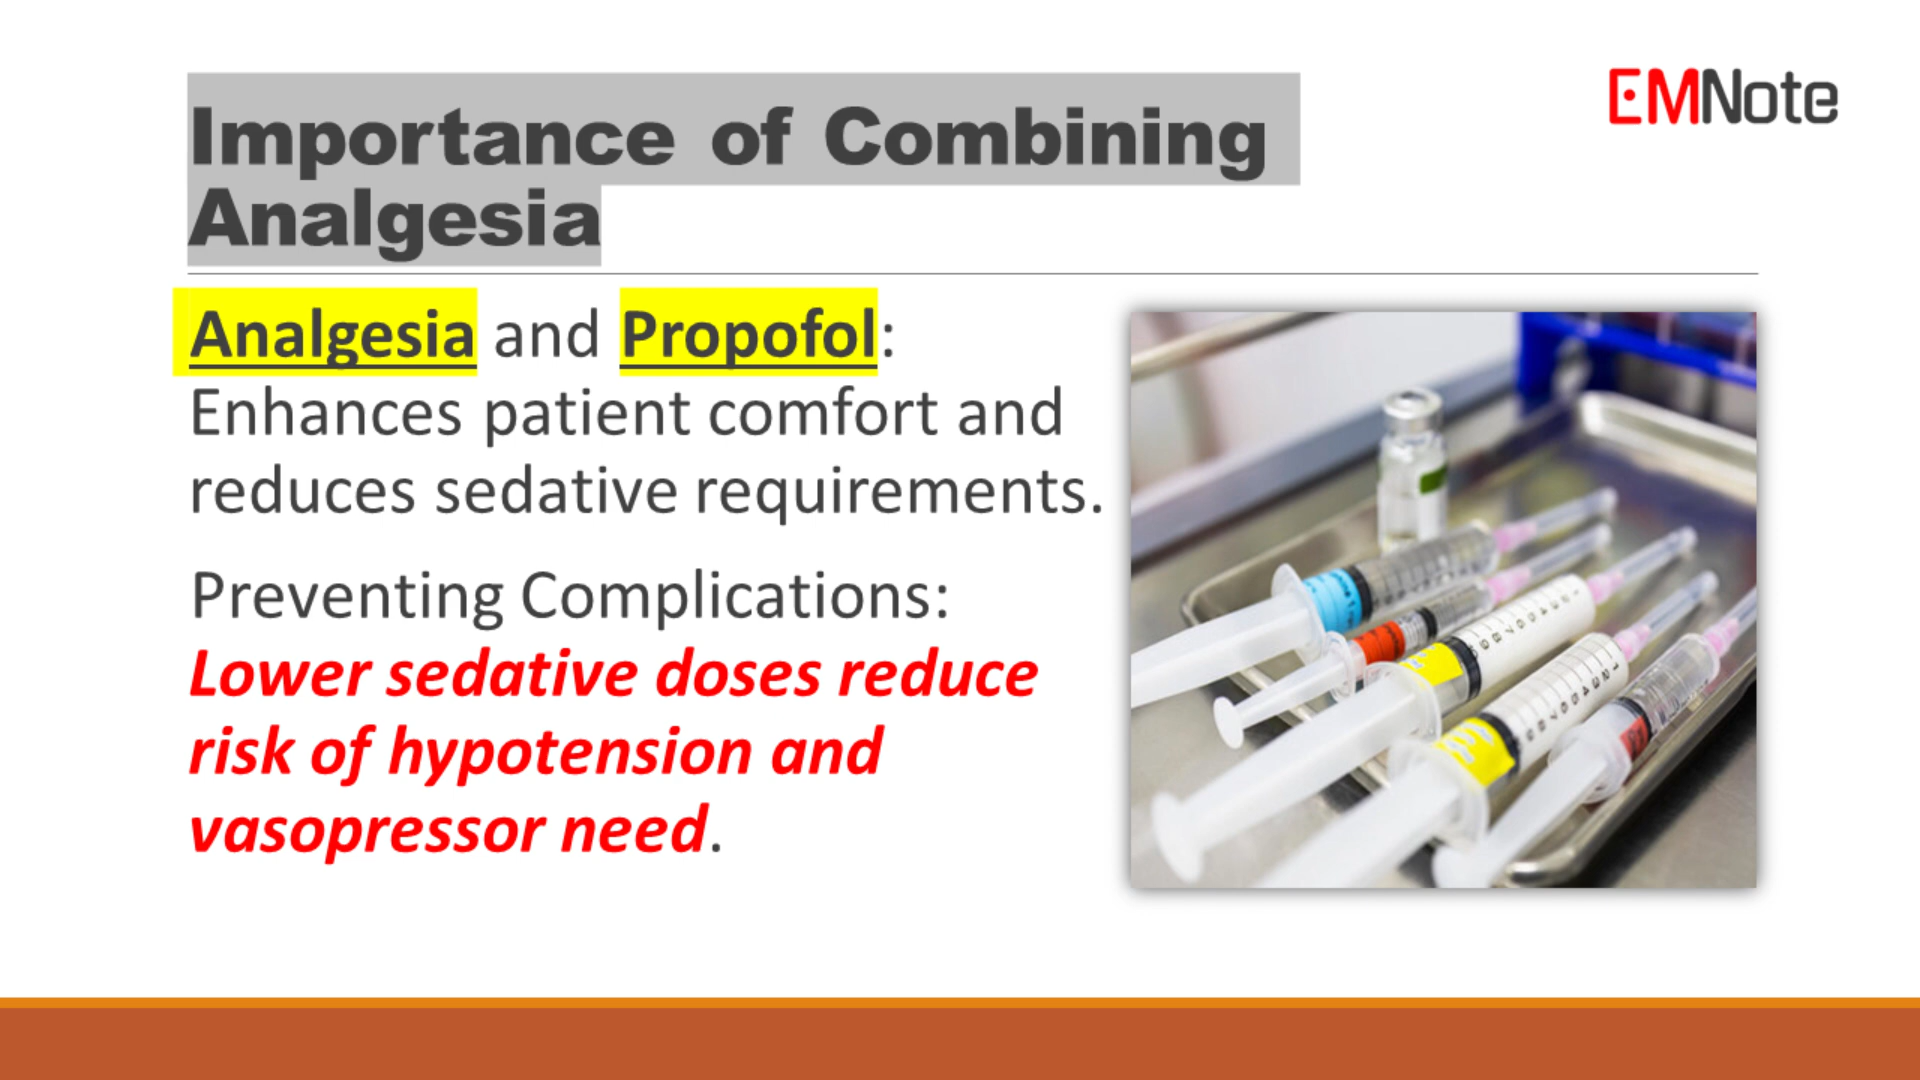 Importance of Combining
Analgesia
EMNote
Analgesia and Propofol:
Enhances patient comfort and
reduces sedative requirements.
Preventing Complications:
Lower sedative doses reduce
risk of hypotension and
vasopressor need.